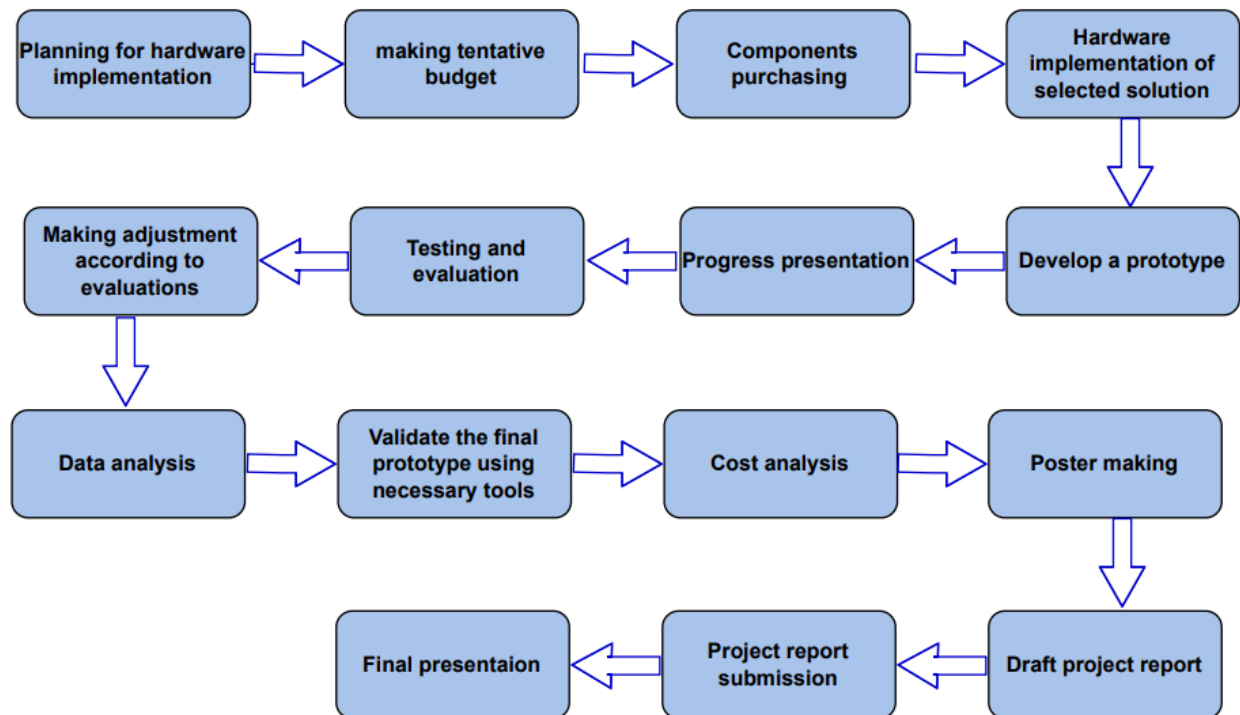 Planning for hardware
implementation
making tentative
budget
Components
purchasing
Hardware
implementation of
selected solution
Develop a prototype
Progress presentation
Testing and
evaluation
Making adjustment
according to
evaluations
Data analysis
Validate the final
prototype using
necessary tools
Cost analysis
Poster making
Draft project report
Project report
submission
Final presentaion